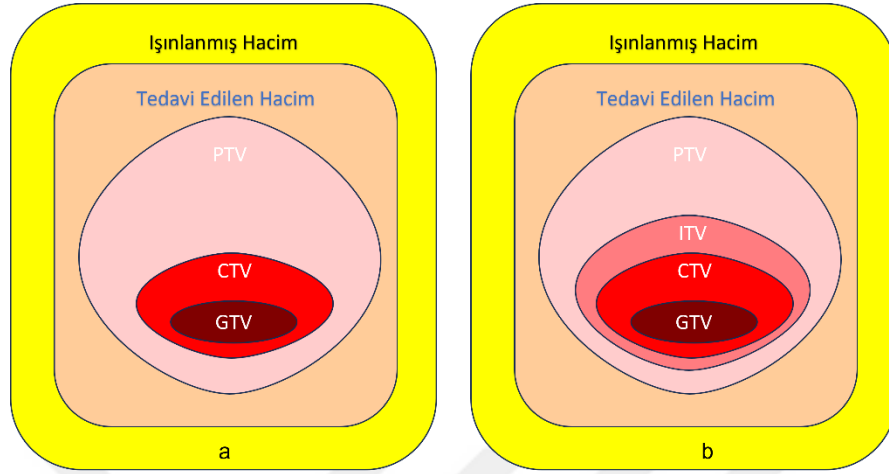 Işınlanmış Hacim
Tedavi Edilen Hacim
PTV
CTV
GTV
a
Işınlanmış Hacim
Tedavi Edilen Hacim
PTV
ITV
CTV
GTV
b